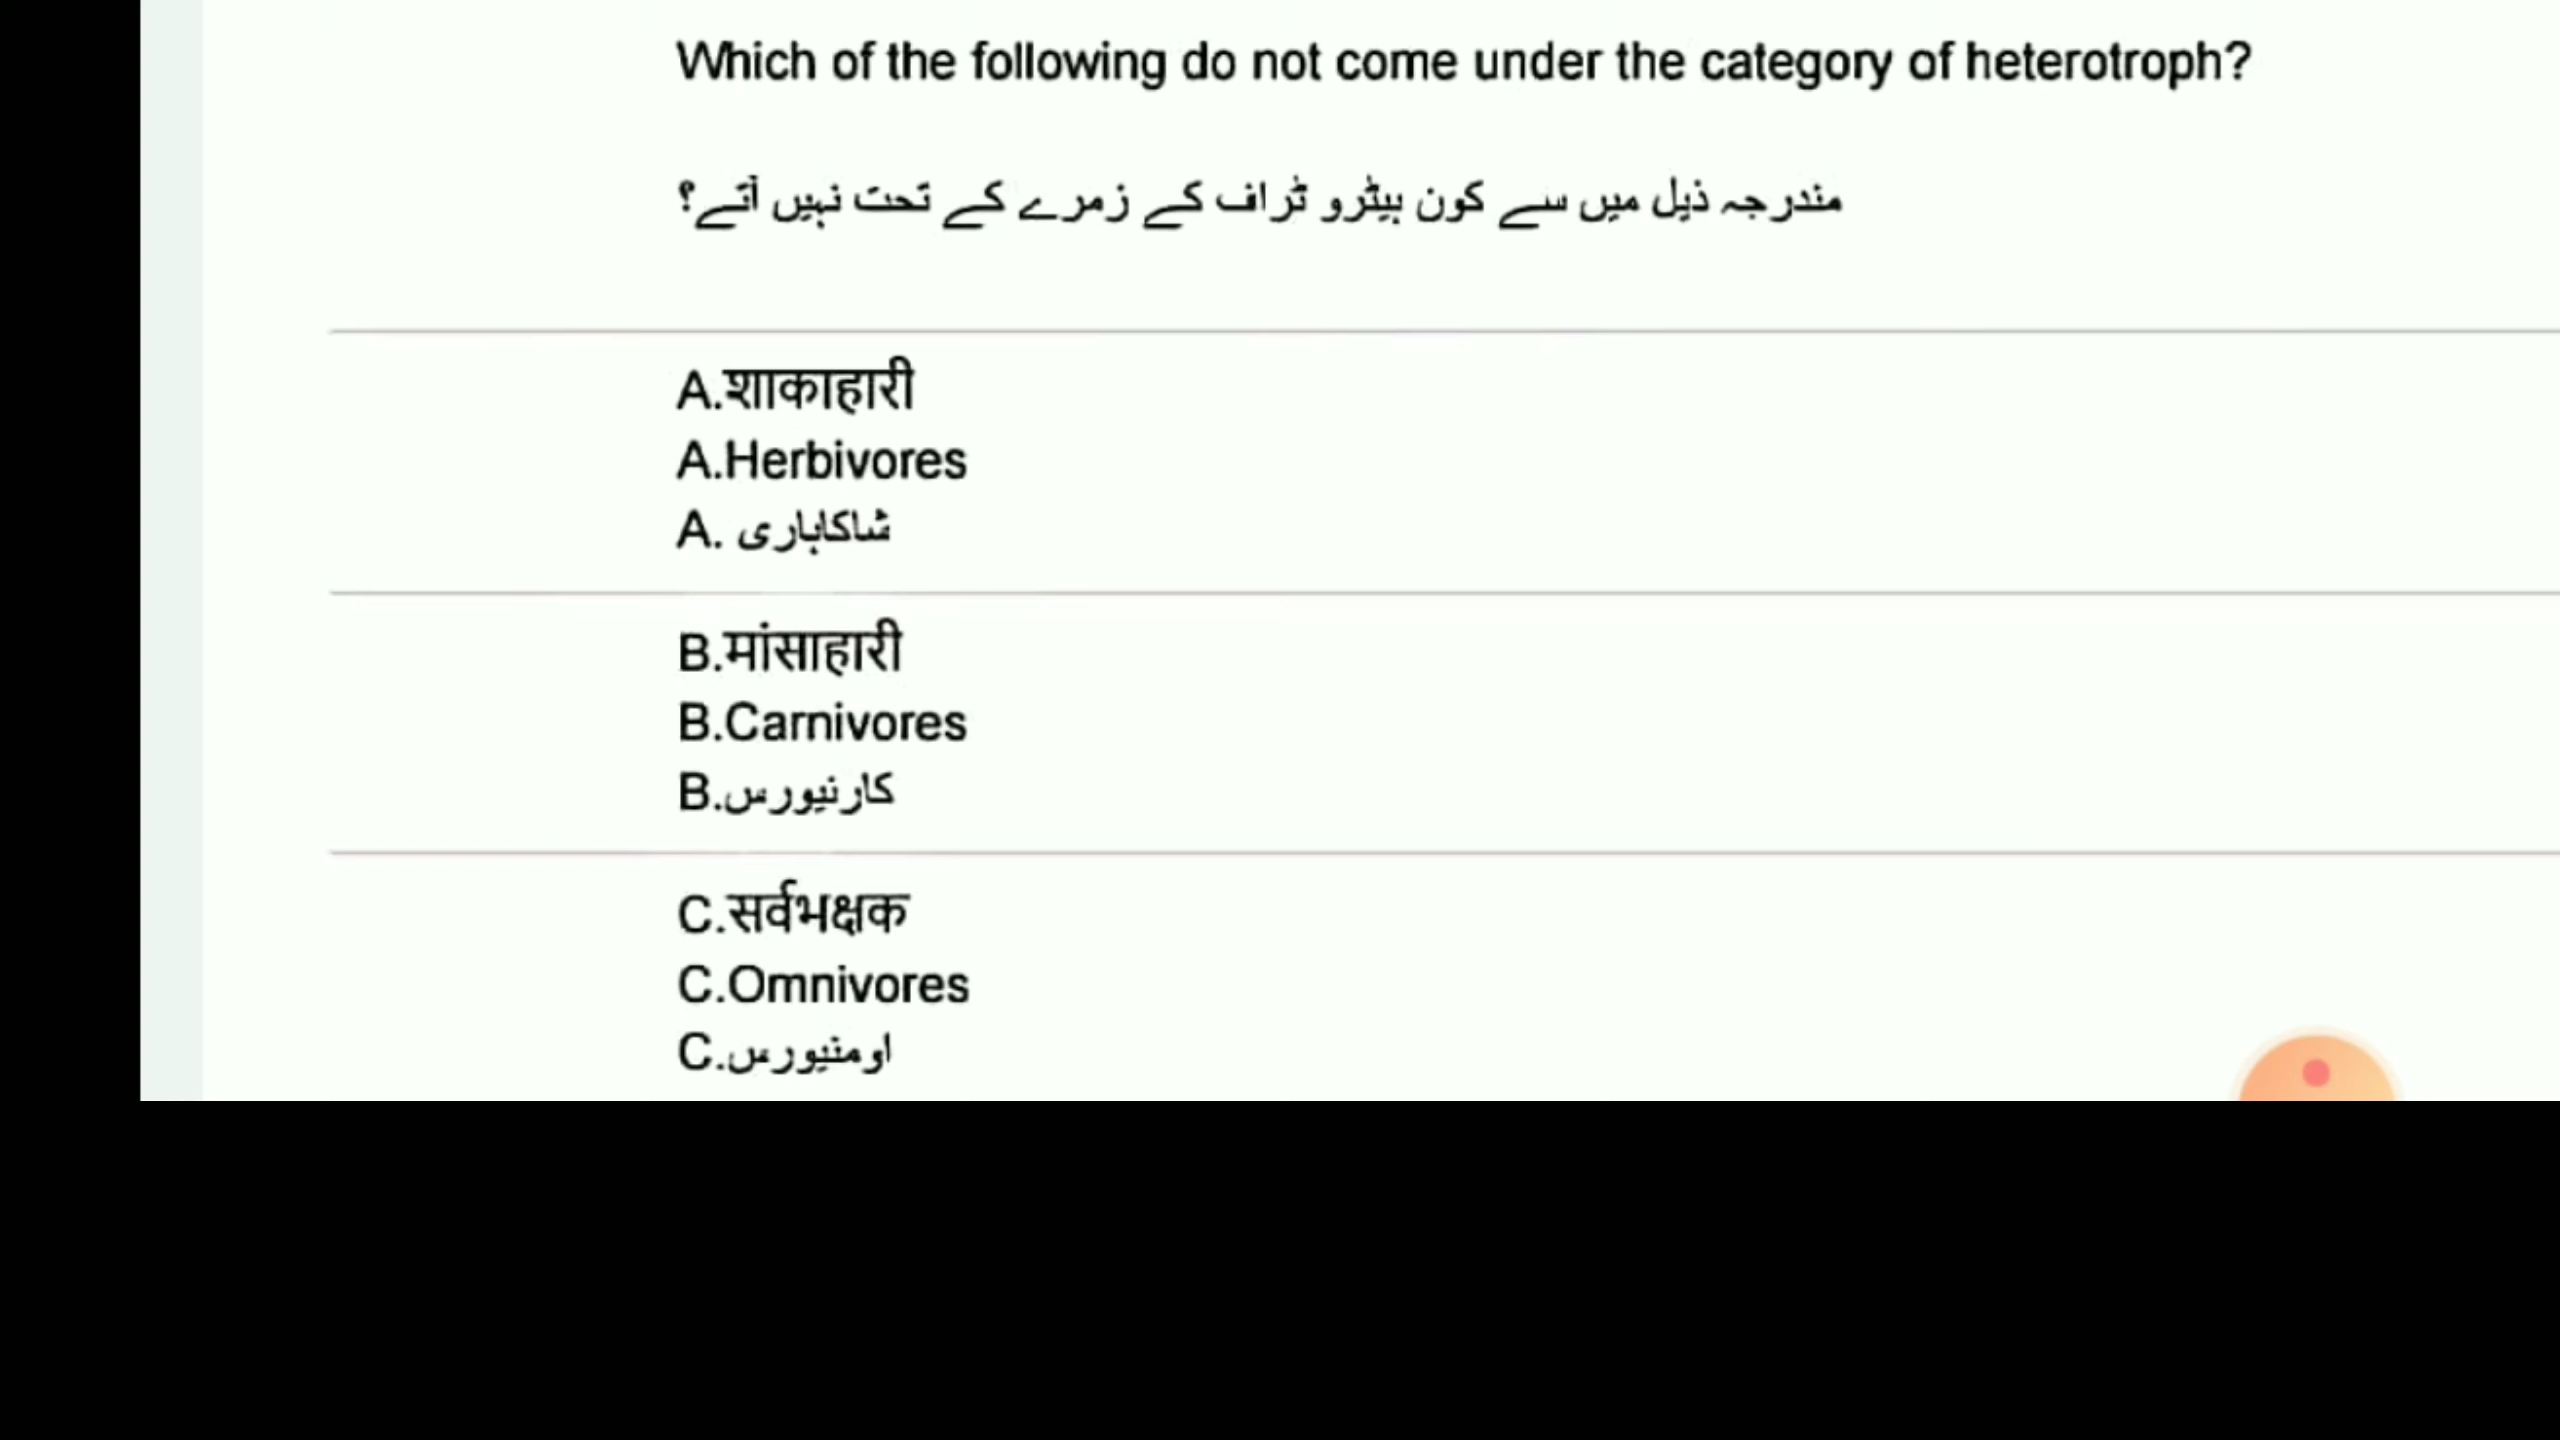 Which of the following do not come under the category of heterotroph?
مندرجہ ذیل میں سے کون ہیٹرو ٹراف کے زمرے کے تحت نہیں آتے؟
A.शाकाहारी
A.Herbivores
A. شاکاہاری
B.मांसाहारी
B.Carnivores
B.کارنیورس
C.सर्वभक्षक
C.Omnivores
C.اومنیورس